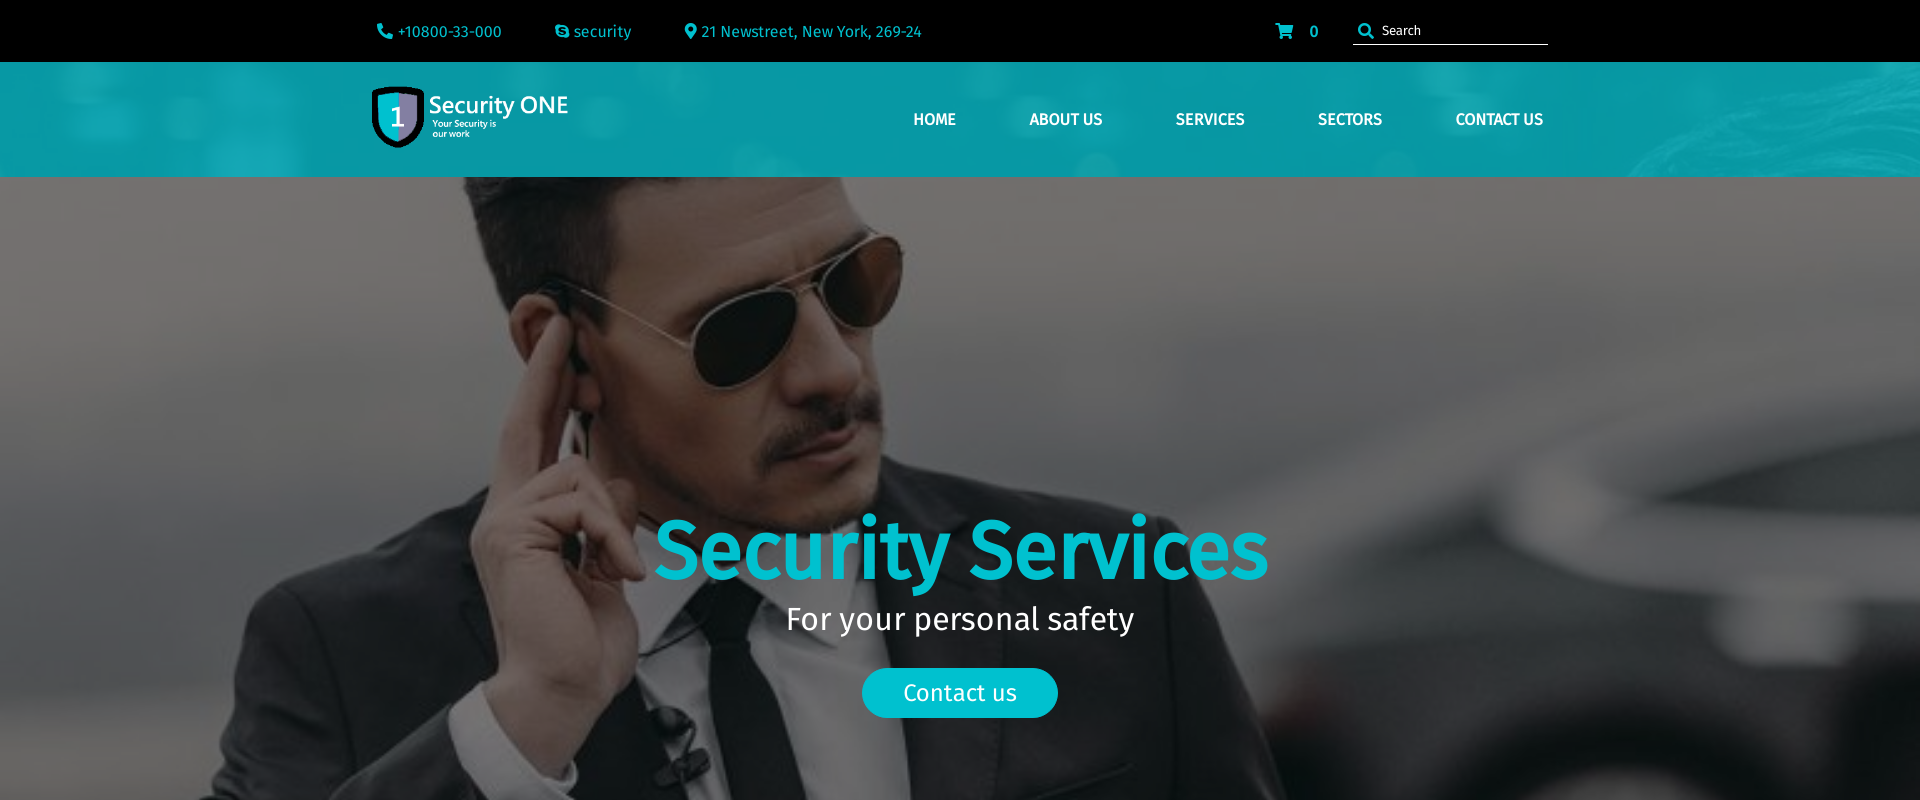 +10800-33-000
security
21 Newstreet, New York, 269-24
0
Search
1
Security ONE
Your Security is
our work
HOME
ABOUT US
SERVICES
SECTORS
CONTACT US
Security Services
For your personal safety
Contact us